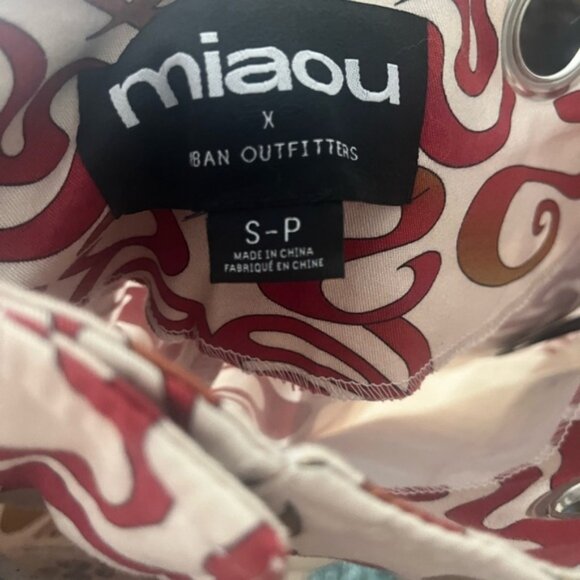 miaou
X
BAN OUTFITTERS
S-P
MADE IN CHINA
FABRIQUÉ EN CHINE